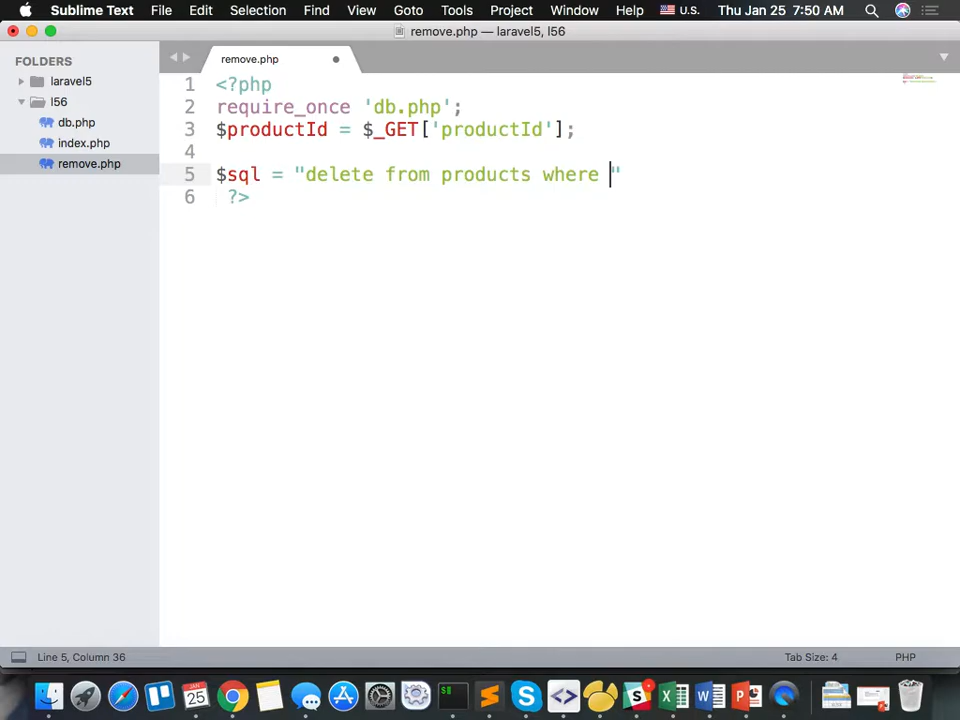 Sublime Text File Edit Selection Find View Goto Tools Project Window Help U.S. Thu Jan 25 7:50 AM
remove.php — laravel5, l56
FOLDERS
laravel5
l56
db.php
index.php
remove.php
remove.php
1 <?php
2 require_once 'db.php';
3 $productId = $_GET['productId'];
4
5 $sql = "delete from products where "
6 ?>
Line 5, Column 36 Tab Size: 4 PHP
JAN
25